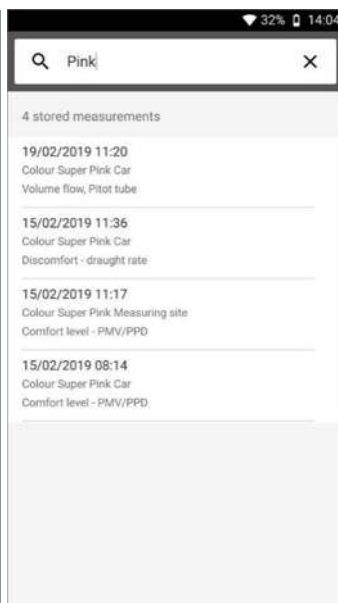 32% 14:04
Pink
4 stored measurements
19/02/2019 11:20
Colour Super Pink Car
Volume flow, Pitot tube
15/02/2019 11:36
Colour Super Pink Car
Discomfort - draught rate
15/02/2019 11:17
Colour Super Pink Measuring site
Comfort level - PMV/PPD
15/02/2019 08:14
Colour Super Pink Car
Comfort level - PMV/PPD